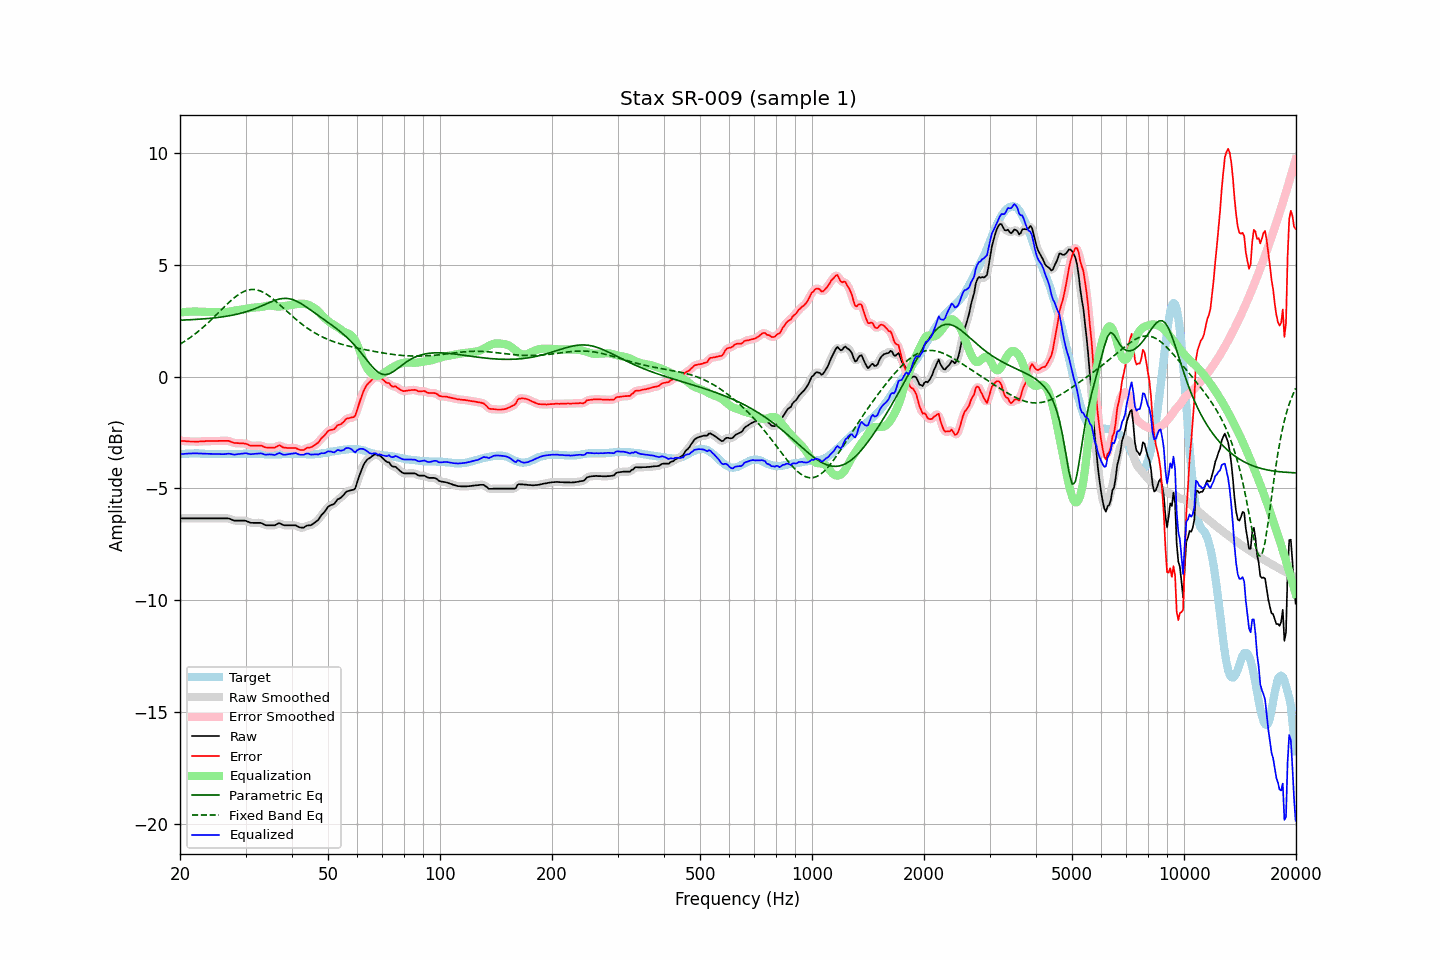 Stax SR-009 (sample 1)
Amplitude (dBr)
10
5
0
−5
−10
−15
−20
Target
Raw Smoothed
Error Smoothed
Raw
Error
Equalization
Parametric Eq
Fixed Band Eq
Equalized
20 50 100 200 500 1000 2000 5000 10000 20000
Frequency (Hz)